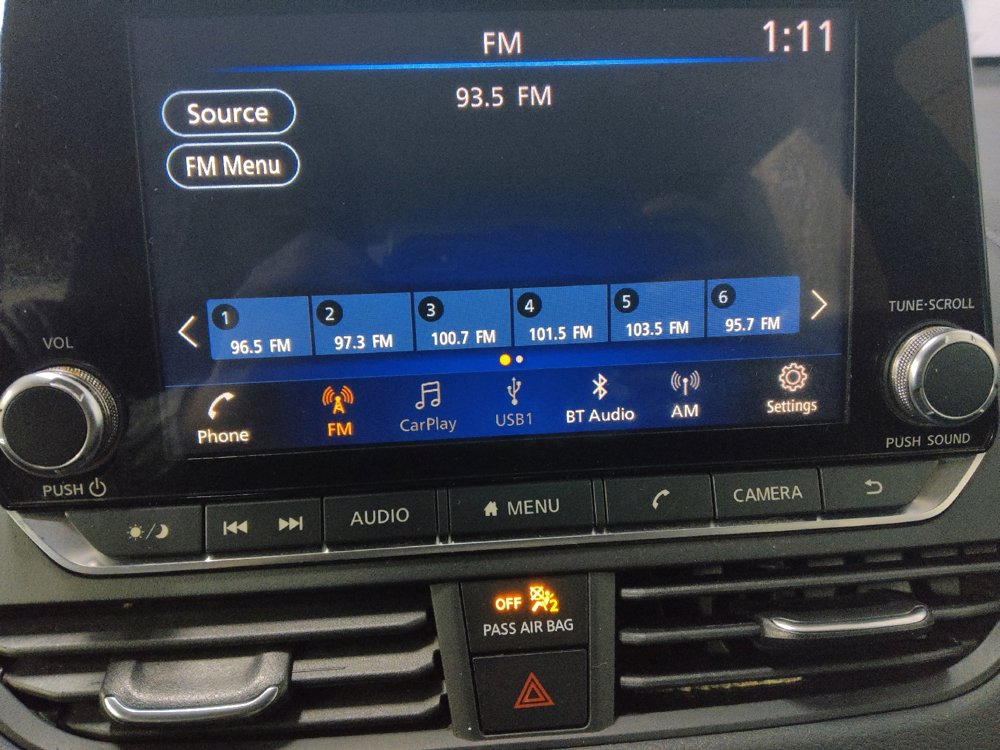 FM
1:11
93.5 FM
Source
FM Menu
1 2 3 4 5 6
96.5 FM 97.3 FM 100.7 FM 101.5 FM 103.5 FM 95.7 FM
VOL
TUNE·SCROLL
Phone FM CarPlay USB1 BT Audio AM Settings
PUSH
PUSH SOUND
AUDIO MENU CAMERA
OFF 2
PASS AIR BAG